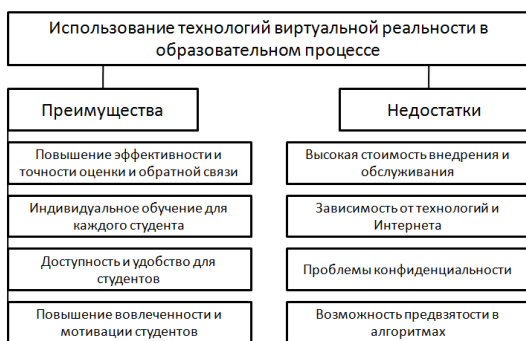 Использование технологий виртуальной реальности в
образовательном процессе
Преимущества
Недостатки
Повышение эффективности и
точности оценки и обратной связи
Высокая стоимость внедрения и
обслуживания
Индивидуальное обучение для
каждого студента
Зависимость от технологий и
Интернета
Доступность и удобство для
студентов
Проблемы конфиденциальности
Повышение вовлеченности и
мотивации студентов
Возможность предвзятости в
алгоритмах